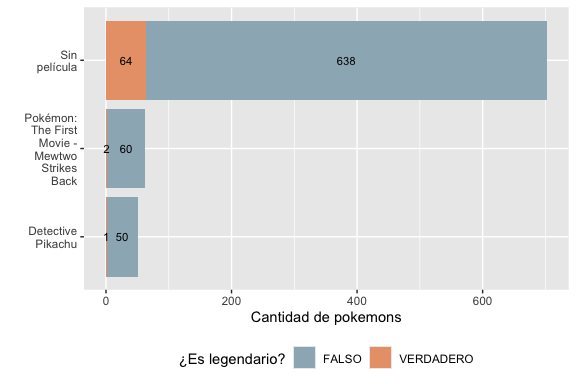 Sin
película
64
638
Pokémon:
The First
Movie -
Mewtwo
Strikes
Back
2
60
Detective
Pikachu
1
50
0
200
400
600
Cantidad de pokemons
¿Es legendario?
FALSO
VERDADERO